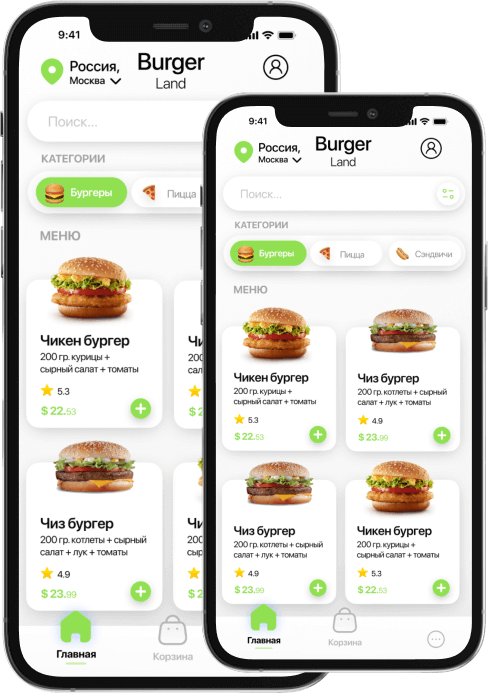 9:41
Россия,
Москва
Burger
Land
Поиск...
КАТЕГОРИИ
Бургеры
Пицца
МЕНЮ
Чикен бургер
200 гр. курицы +
сырный салат + томаты
5.3
$ 22.53
Чиз бургер
200 гр. котлеты + сырный
салат + лук + томаты
4.9
$ 23.99
Главная
Корзина
9:41
Россия,
Москва
Burger
Land
Поиск...
КАТЕГОРИИ
Бургеры
Пицца
Сэндвичи
МЕНЮ
Чикен бургер
200 гр. курицы +
сырный салат + томаты
5.3
$ 22.53
Чиз бургер
200 гр. котлеты + сырный
салат + лук + томаты
4.9
$ 23.99
Чиз бургер
200 гр. котлеты + сырный
салат + лук + томаты
4.9
$ 23.99
Чикен бургер
200 гр. курицы +
сырный салат + томаты
5.3
$ 22.53
Главная
Корзина